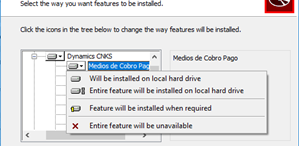 Select the way you want features to be installed.
Click the icons in the tree below to change the way features will be installed.
Dynamics CNKS
Medios de Cobro Pago
Medios de Cobro Pago
Will be installed on local hard drive
Entire feature will be installed on local hard drive
Feature will be installed when required
Entire feature will be unavailable